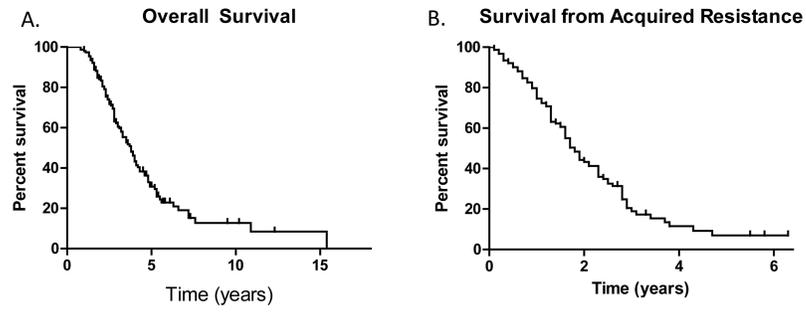 A.
Overall Survival
Percent survival
100
80
60
40
20
0
0 5 10 15
Time (years)
B.
Survival from Acquired Resistance
Percent survival
100
80
60
40
20
0
0 2 4 6
Time (years)